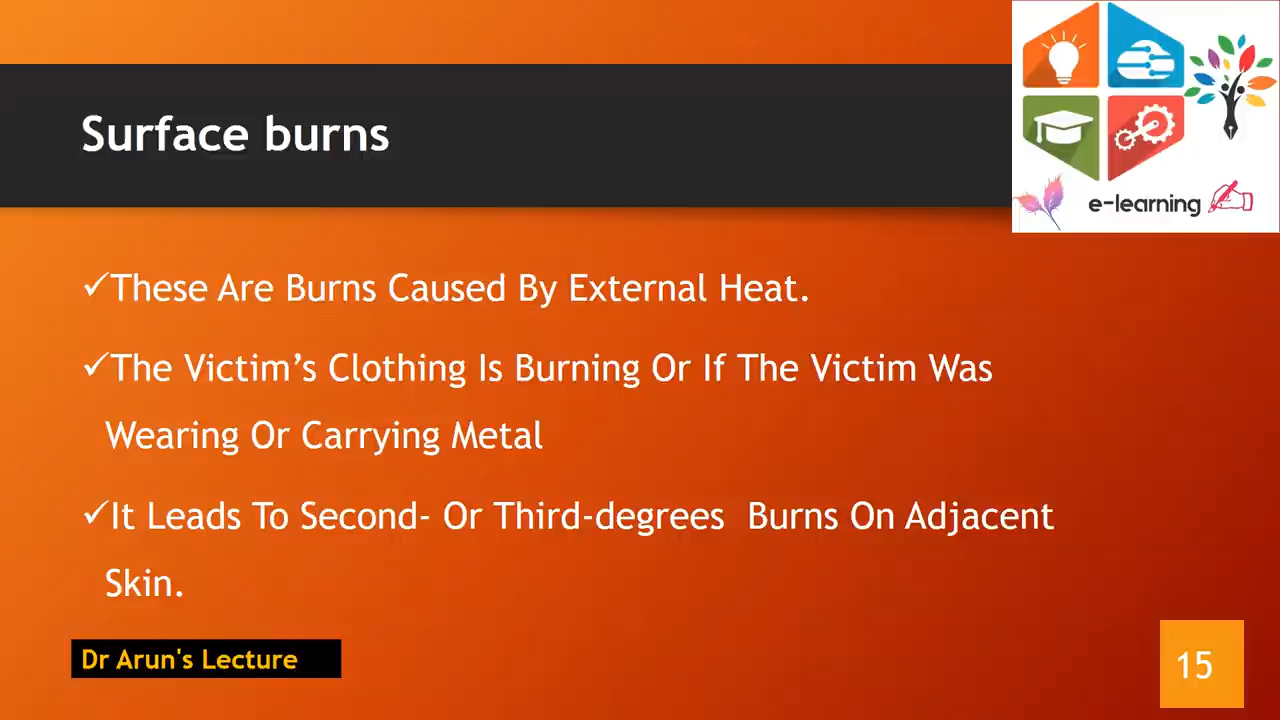 Surface burns
e-learning
✓These Are Burns Caused By External Heat.
✓The Victim’s Clothing Is Burning Or If The Victim Was
Wearing Or Carrying Metal
✓It Leads To Second- Or Third-degrees Burns On Adjacent
Skin.
Dr Arun's Lecture
15